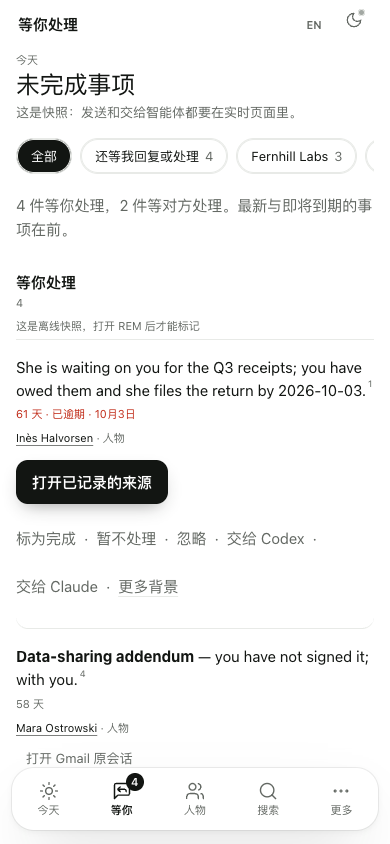 等你处理
EN
今天
未完成事项
这是快照：发送和交给智能体都要在实时页面里。
全部
还等我回复或处理 4
Fernhill Labs 3
4 件等你处理，2 件等对方处理。最新与即将到期的事
项在前。
等你处理
4
这是离线快照，打开 REM 后才能标记
She is waiting on you for the Q3 receipts; you have
owed them and she files the return by 2026-10-03. 1
61 天 · 已逾期 · 10月3日
Inès Halvorsen · 人物
打开已记录的来源
标为完成 · 暂不处理 · 忽略 · 交给 Codex ·
交给 Claude · 更多背景
Data-sharing addendum — you have not signed it;
with you. 4
58 天
Mara Ostrowski · 人物
打开 Gmail 原会话
4
今天
等你
人物
搜索
更多